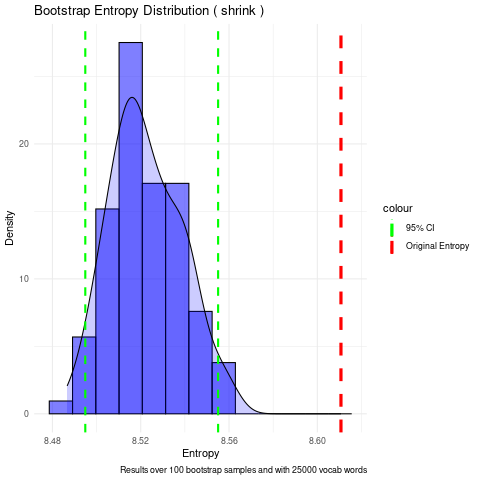 Bootstrap Entropy Distribution ( shrink )
Density
20
10
0
8.48 8.52 8.56 8.60
Entropy
colour
95% CI
Original Entropy
Results over 100 bootstrap samples and with 25000 vocab words